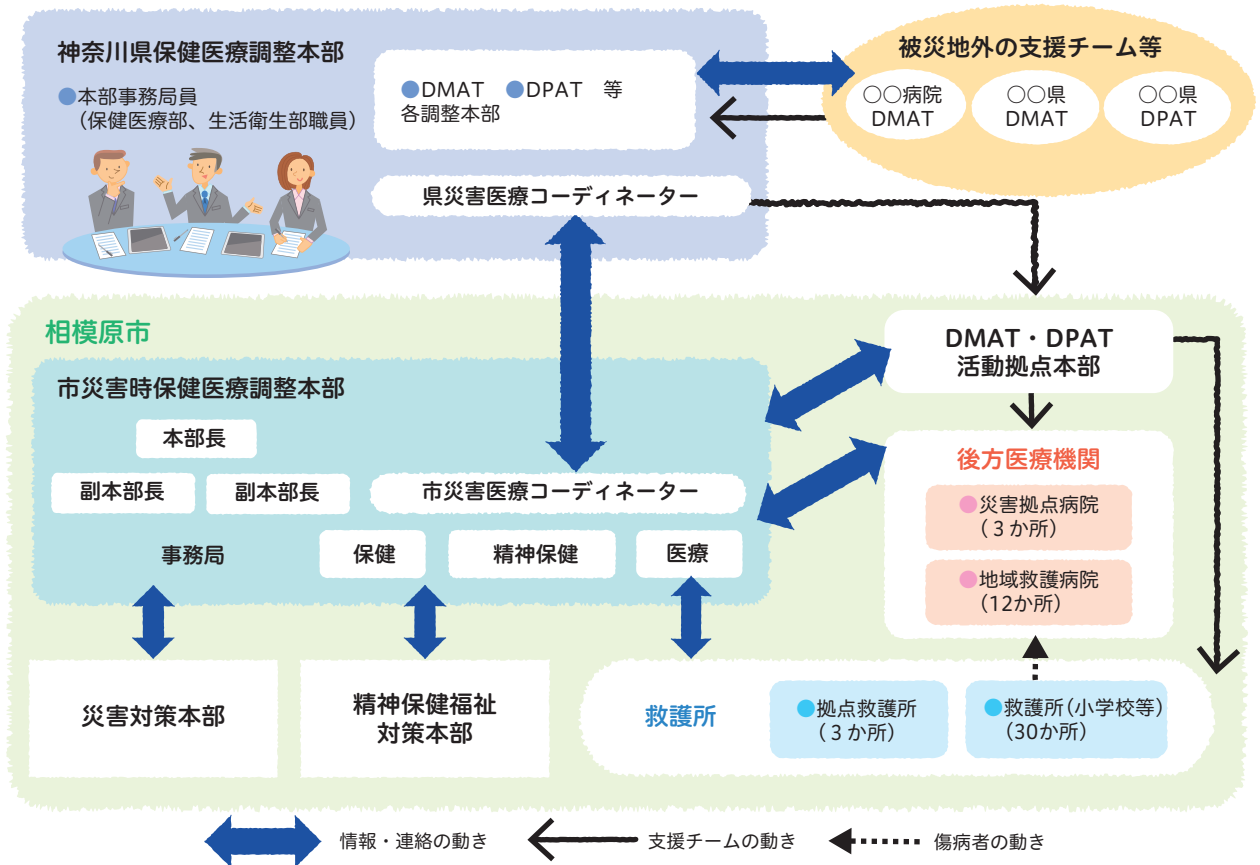 神奈川県保健医療調整本部
●本部事務局員
（保健医療部、生活衛生部職員）
●DMAT ●DPAT 等
各調整本部
県災害医療コーディネーター
被災地外の支援チーム等
○○病院
DMAT
○○県
DMAT
○○県
DPAT
相模原市
市災害時保健医療調整本部
本部長
副本部長
副本部長
市災害医療コーディネーター
事務局
保健
精神保健
医療
DMAT・DPAT
活動拠点本部
後方医療機関
●災害拠点病院
（３か所）
●地域救護病院
（12か所）
災害対策本部
精神保健福祉
対策本部
救護所
●拠点救護所
（３か所）
●救護所（小学校等）
（30か所）
情報・連絡の動き
支援チームの動き
傷病者の動き